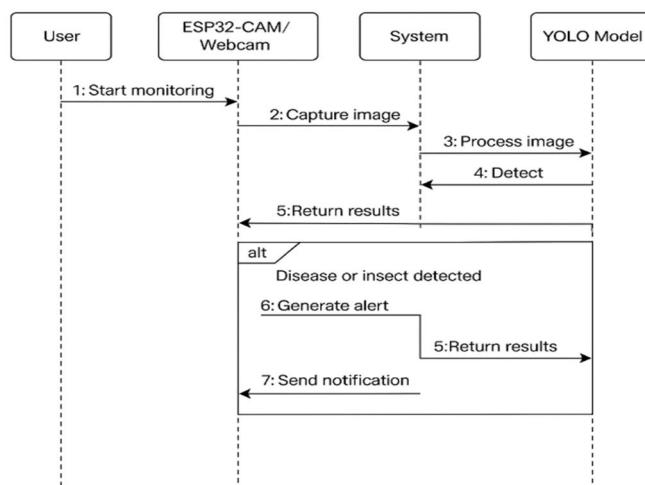 User
ESP32-CAM/
Webcam
System
YOLO Model
1: Start monitoring
2: Capture image
3: Process image
4: Detect
5:Return results
alt
Disease or insect detected
6: Generate alert
5:Return results
7: Send notification